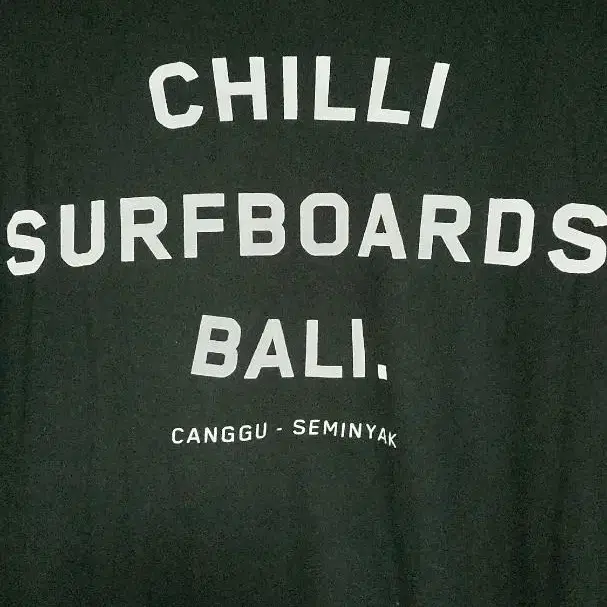 CHILLI
SURFBOARDS
BALI.
CANGGU - SEMINYAK